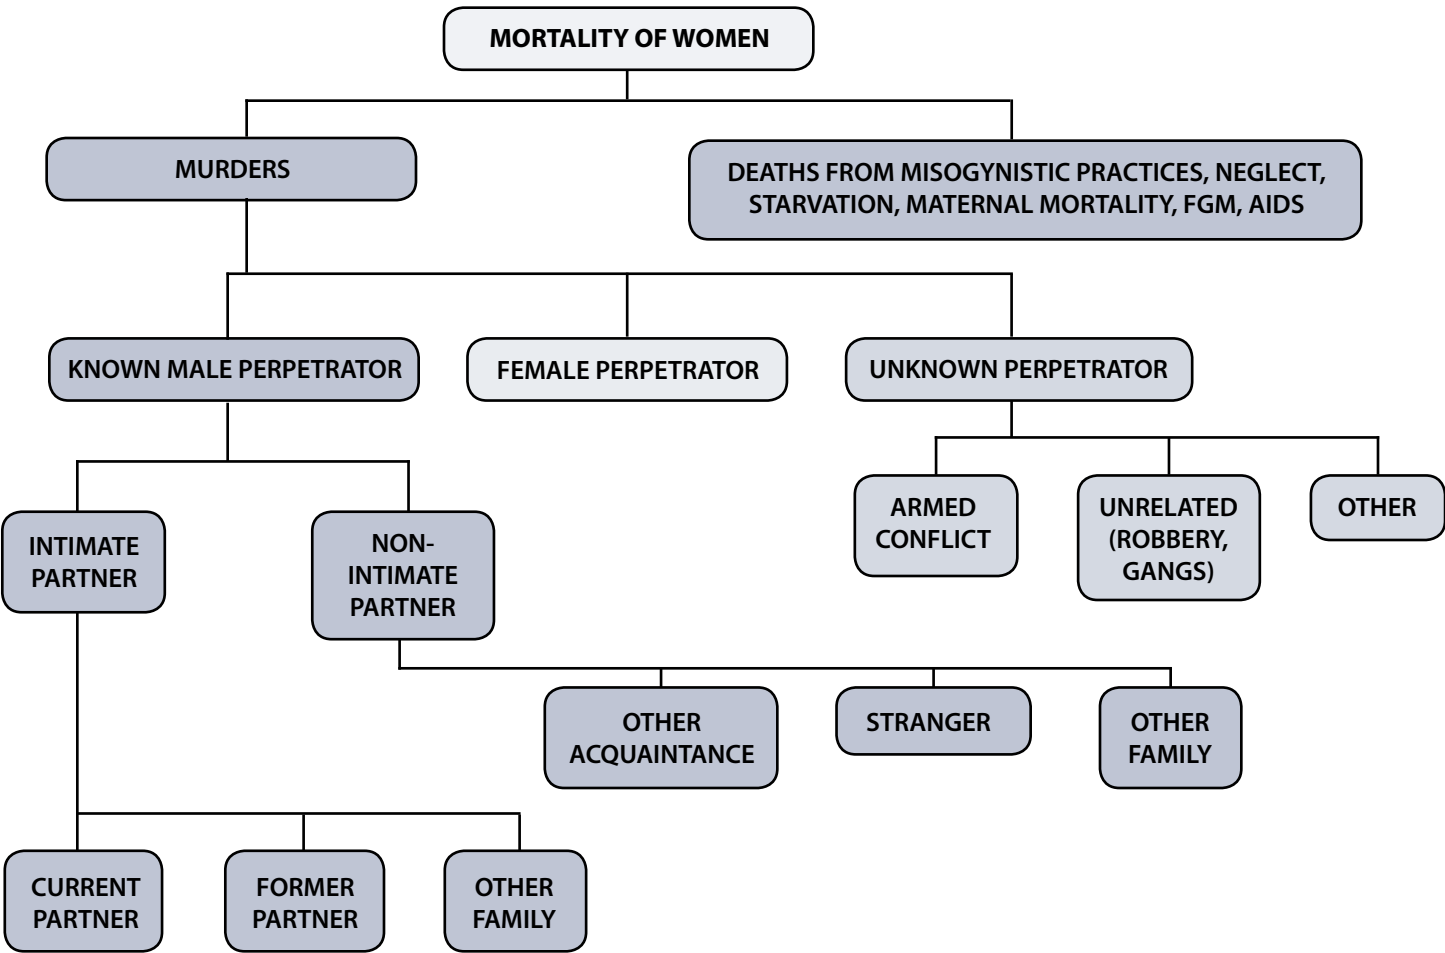 MORTALITY OF WOMEN
MURDERS
DEATHS FROM MISOGYNISTIC PRACTICES, NEGLECT,
STARVATION, MATERNAL MORTALITY, FGM, AIDS
KNOWN MALE PERPETRATOR
FEMALE PERPETRATOR
UNKNOWN PERPETRATOR
INTIMATE
PARTNER
NON-
INTIMATE
PARTNER
ARMED
CONFLICT
UNRELATED
(ROBBERY,
GANGS)
OTHER
OTHER
ACQUAINTANCE
STRANGER
OTHER
FAMILY
CURRENT
PARTNER
FORMER
PARTNER
OTHER
FAMILY